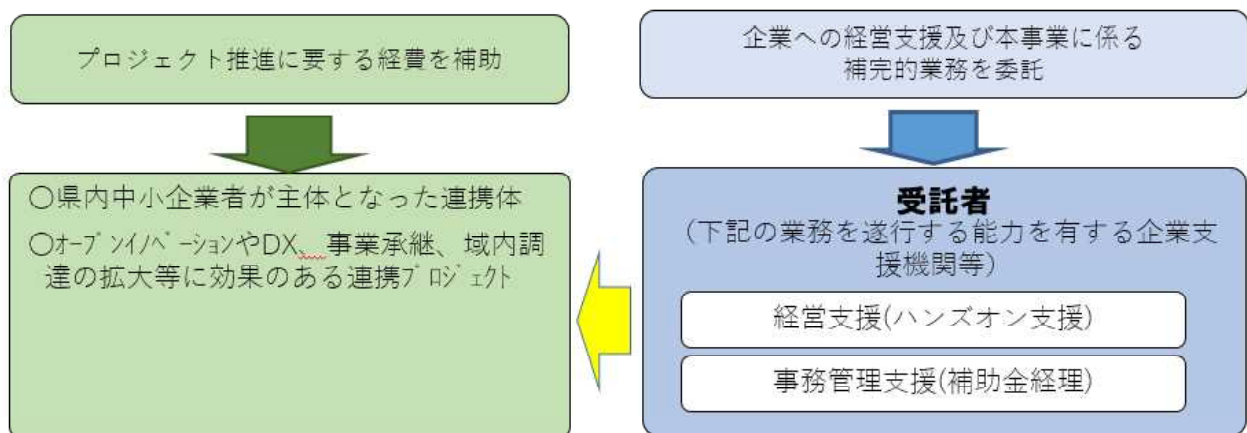 プロジェクト推進に要する経費を補助
企業への経営支援及び本事業に係る
補完的業務を委託
○県内中小企業者が主体となった連携体
○ｵｰﾌﾟﾝｲﾉﾍﾞｰｼｮﾝやDX、事業承継、域内調
達の拡大等に効果のある連携ﾌﾟﾛｼﾞｪｸﾄ
受託者
（下記の業務を遂行する能力を有する企業支
援機関等）
経営支援(ハンズオン支援)
事務管理支援(補助金経理)